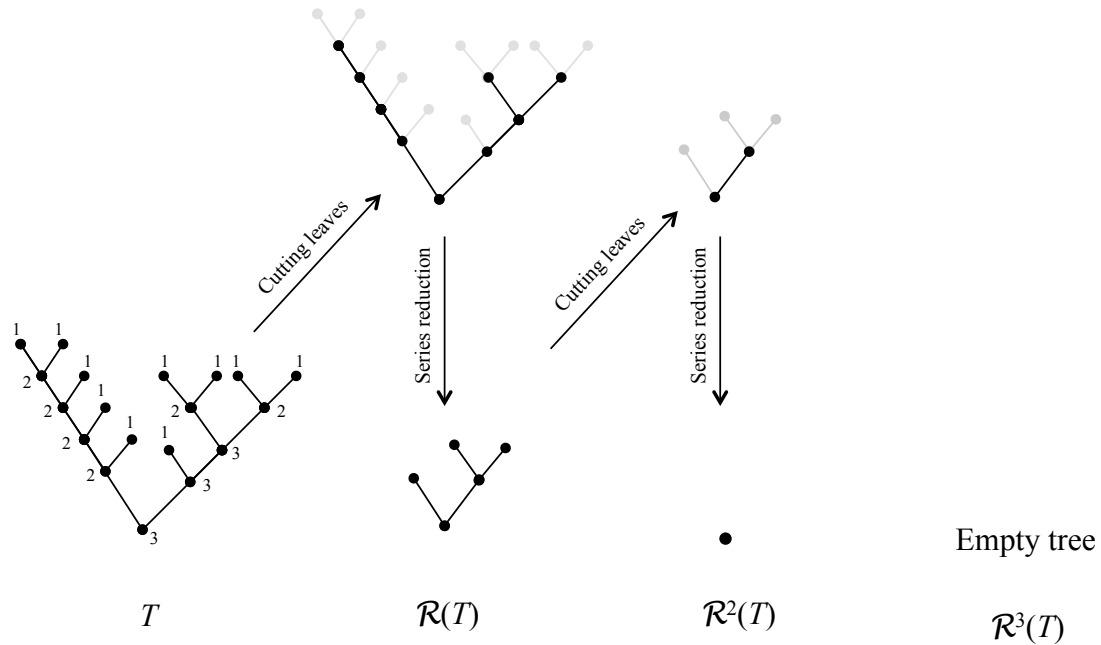 Cutting leaves
Series reduction
Cutting leaves
Series reduction
1 1
1
2
1
2
1
2
2
1 1 1 1
2 2
1
3
3
3
Empty tree
T
R(T)
R²(T)
R³(T)